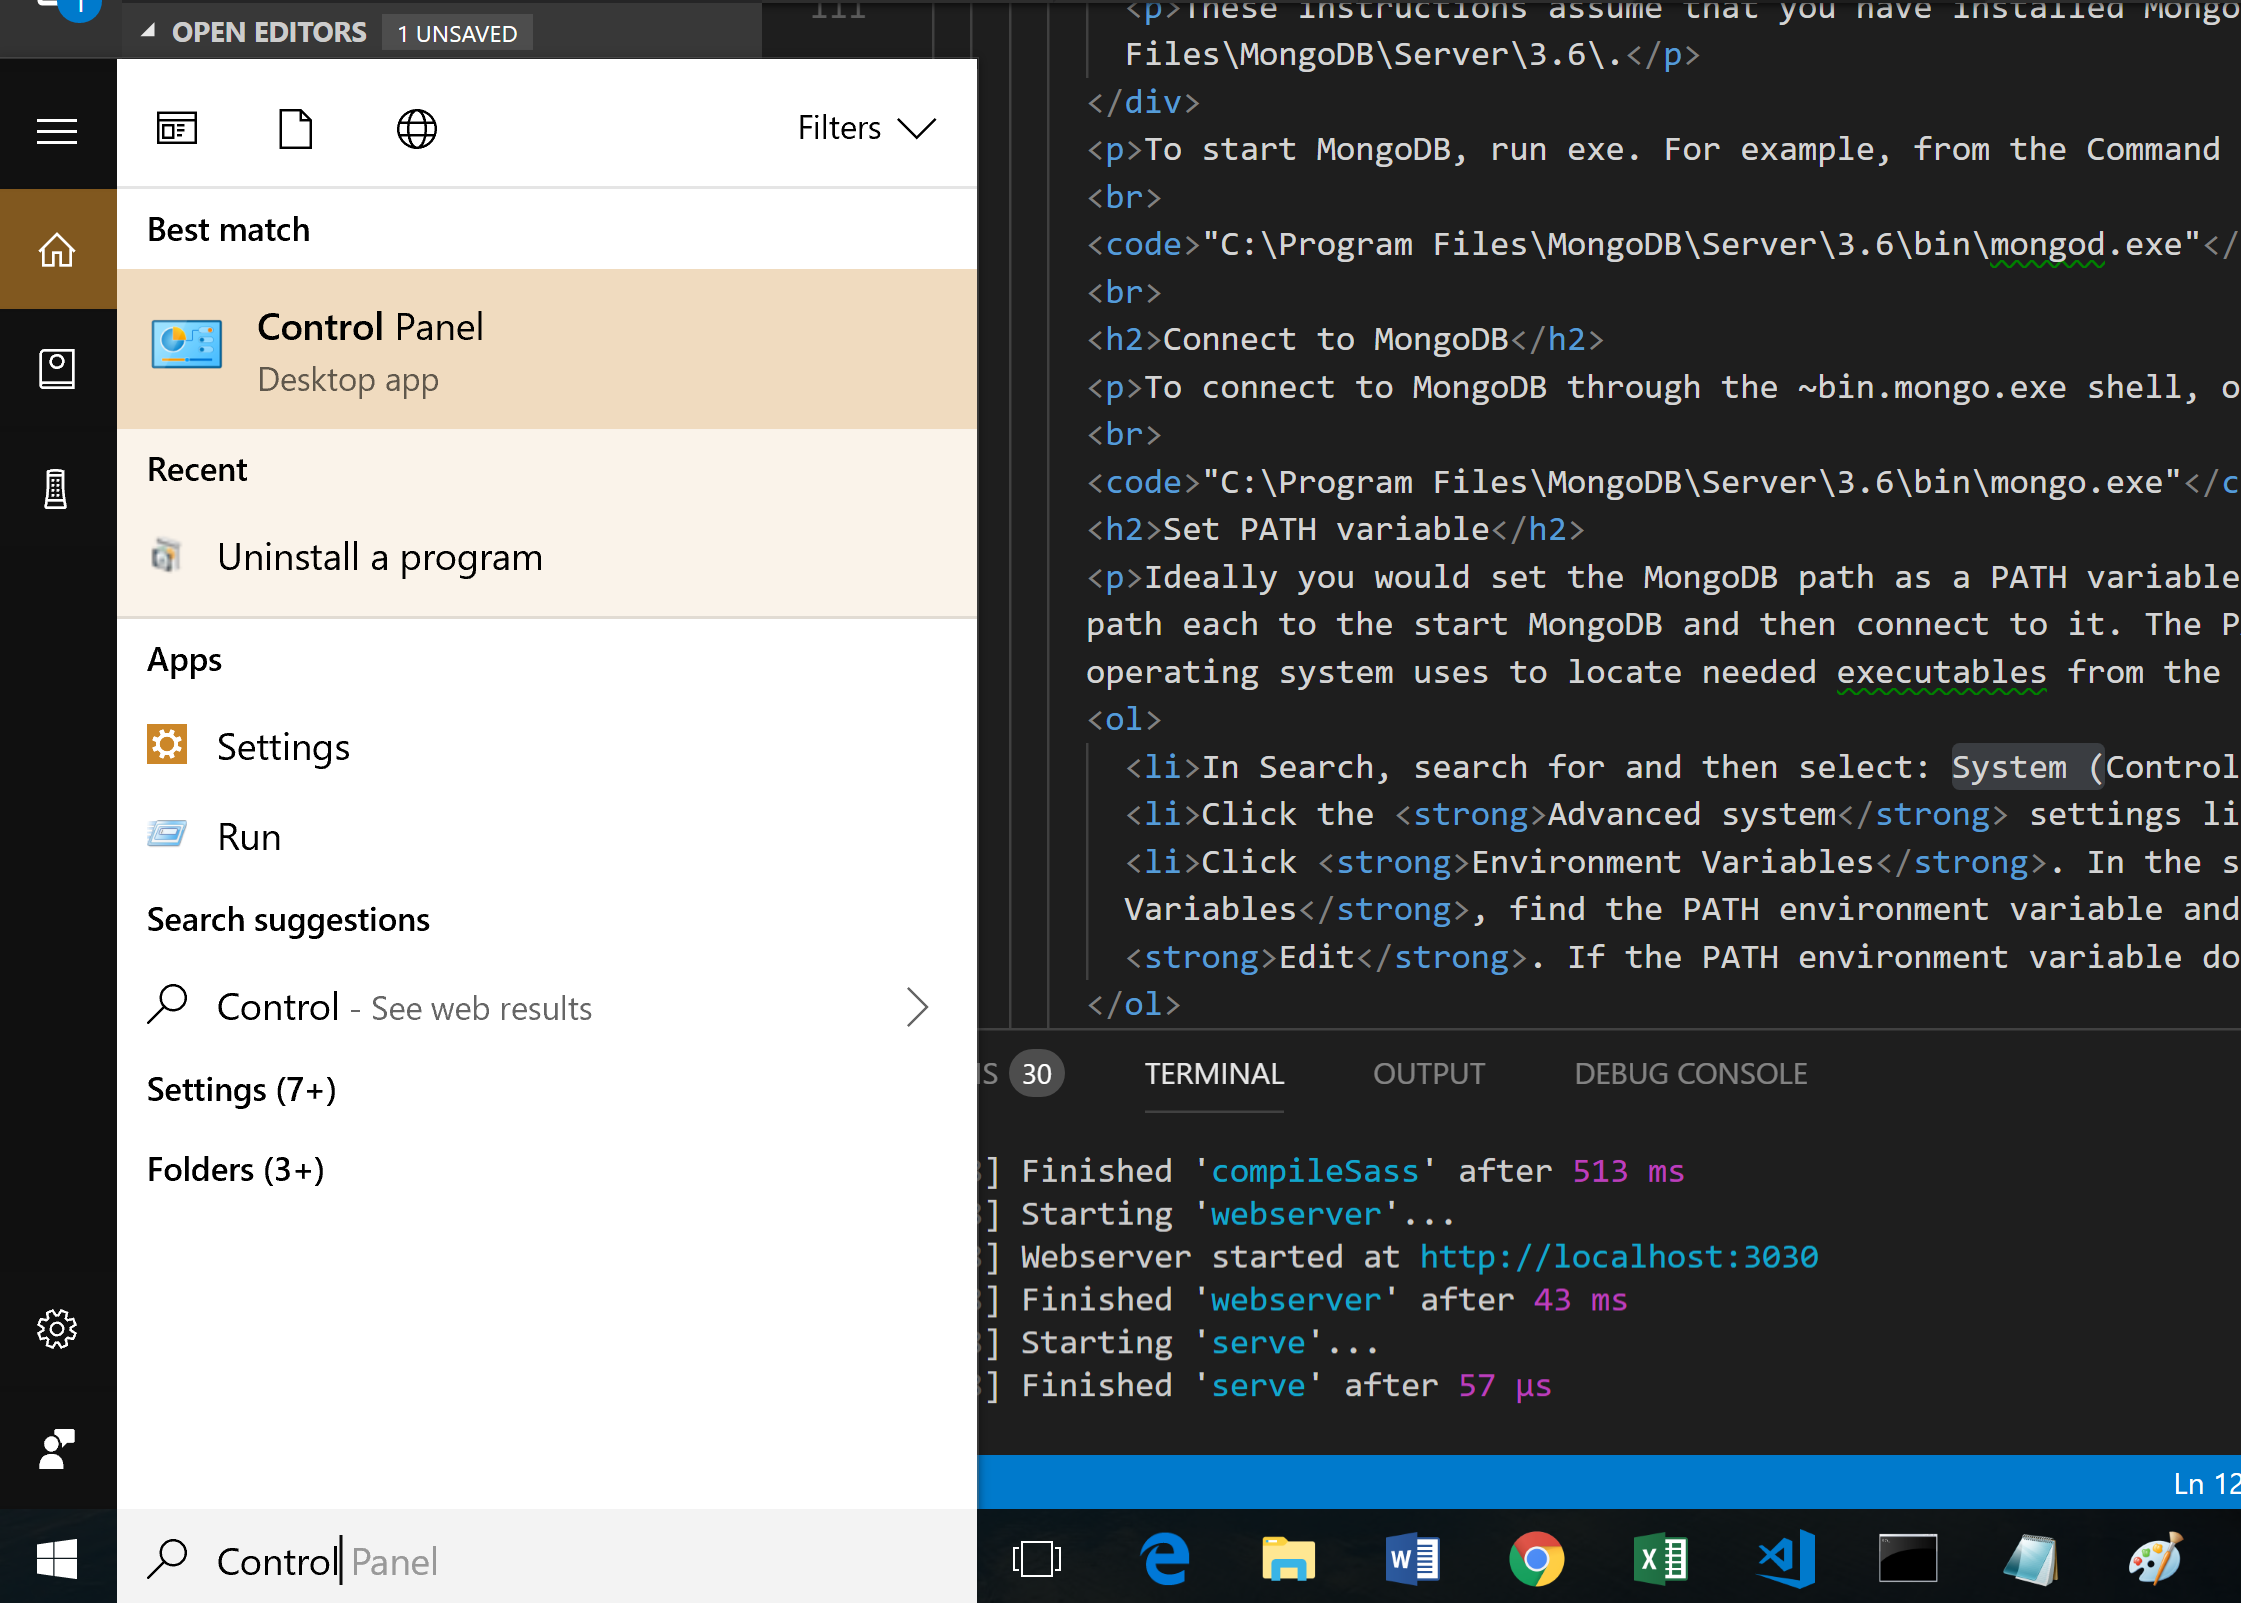 OPEN EDITORS 1 UNSAVED
Filters
Best match
Control Panel
Desktop app
Recent
Uninstall a program
Apps
Settings
Run
Search suggestions
Control - See web results
Settings (7+)
Folders (3+)
Control Panel
111
<p>These instructions assume that you have installed Mongo
Files\MongoDB\Server\3.6\.</p>
</div>
<p>To start MongoDB, run exe. For example, from the Command
<br>
<code>"C:\Program Files\MongoDB\Server\3.6\bin\mongod.exe"</
<br>
<h2>Connect to MongoDB</h2>
<p>To connect to MongoDB through the ~bin.mongo.exe shell, o
<br>
<code>"C:\Program Files\MongoDB\Server\3.6\bin\mongo.exe"</c
<h2>Set PATH variable</h2>
<p>Ideally you would set the MongoDB path as a PATH variable
path each to the start MongoDB and then connect to it. The P
operating system uses to locate needed executables from the
<ol>
<li>In Search, search for and then select: System (Control
<li>Click the <strong>Advanced system</strong> settings li
<li>Click <strong>Environment Variables</strong>. In the s
Variables</strong>, find the PATH environment variable and
<strong>Edit</strong>. If the PATH environment variable do
</ol>
30 TERMINAL OUTPUT DEBUG CONSOLE
] Finished 'compileSass' after 513 ms
] Starting 'webserver'...
] Webserver started at http://localhost:3030
] Finished 'webserver' after 43 ms
] Starting 'serve'...
] Finished 'serve' after 57 μs
Ln 12